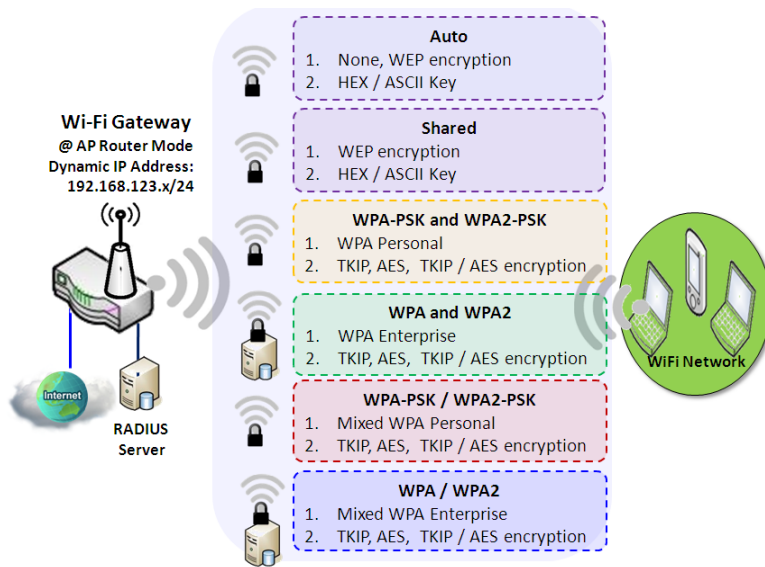 Auto
1. None, WEP encryption
2. HEX / ASCII Key
Wi-Fi Gateway
@ AP Router Mode
Dynamic IP Address:
192.168.123.x/24
Shared
1. WEP encryption
2. HEX / ASCII Key
WPA-PSK and WPA2-PSK
1. WPA Personal
2. TKIP, AES, TKIP / AES encryption
WPA and WPA2
1. WPA Enterprise
2. TKIP, AES, TKIP / AES encryption
WiFi Network
Internet
RADIUS
Server
WPA-PSK / WPA2-PSK
1. Mixed WPA Personal
2. TKIP, AES, TKIP / AES encryption
WPA / WPA2
1. Mixed WPA Enterprise
2. TKIP, AES, TKIP / AES encryption